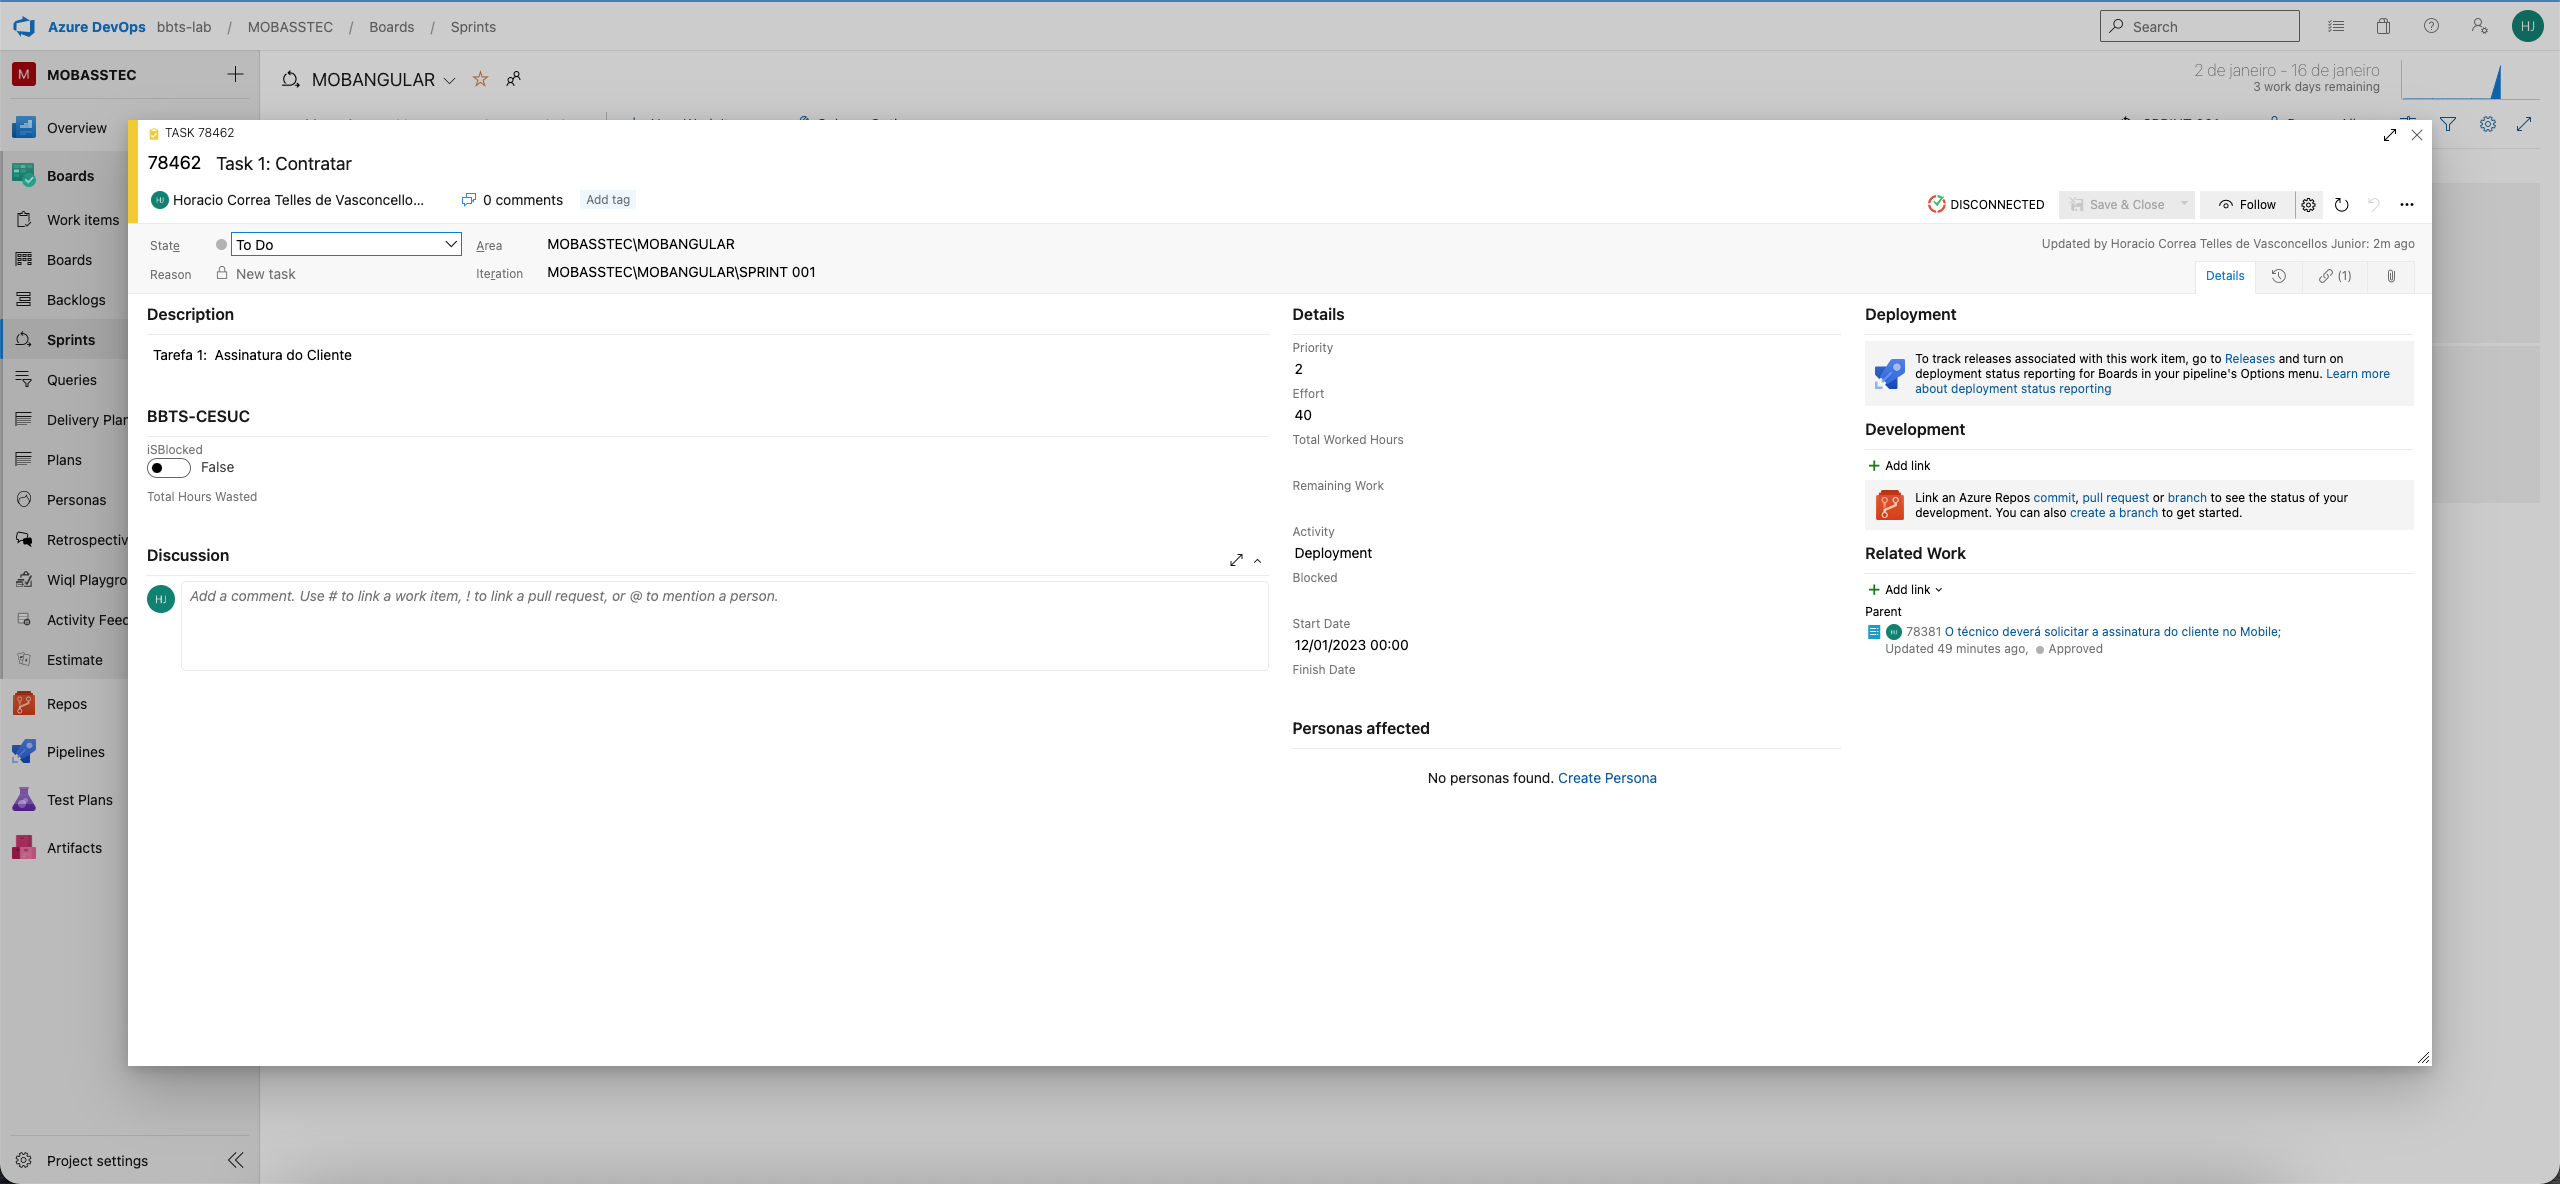 Azure DevOps bbts-lab / MOBASSTEC / Boards / Sprints
Search
HJ
M MOBASSTEC
MOBANGULAR
2 de janeiro - 16 de janeiro
3 work days remaining
Overview
Boards
Work items
Boards
Backlogs
Sprints
Queries
Delivery Plan
Plans
Personas
Retrospectiv
Wiql Playgro
Activity Feed
Estimate
Repos
Pipelines
Test Plans
Artifacts
Project settings
TASK 78462
78462 Task 1: Contratar
HJ Horacio Correa Telles de Vasconcello...
0 comments
Add tag
DISCONNECTED
Save & Close
Follow
State
To Do
Area
MOBASSTEC\MOBANGULAR
Updated by Horacio Correa Telles de Vasconcellos Junior: 2m ago
Reason
New task
Iteration
MOBASSTEC\MOBANGULAR\SPRINT 001
Details
(1)
Description
Tarefa 1: Assinatura do Cliente
BBTS-CESUC
iSBlocked
False
Total Hours Wasted
Discussion
HJ
Add a comment. Use # to link a work item, ! to link a pull request, or @ to mention a person.
Details
Priority
2
Effort
40
Total Worked Hours
Remaining Work
Activity
Deployment
Blocked
Start Date
12/01/2023 00:00
Finish Date
Personas affected
No personas found. Create Persona
Deployment
To track releases associated with this work item, go to Releases and turn on
deployment status reporting for Boards in your pipeline's Options menu. Learn more
about deployment status reporting
Development
Add link
Link an Azure Repos commit, pull request or branch to see the status of your
development. You can also create a branch to get started.
Related Work
Add link
Parent
HJ 78381 O técnico deverá solicitar a assinatura do cliente no Mobile;
Updated 49 minutes ago, Approved